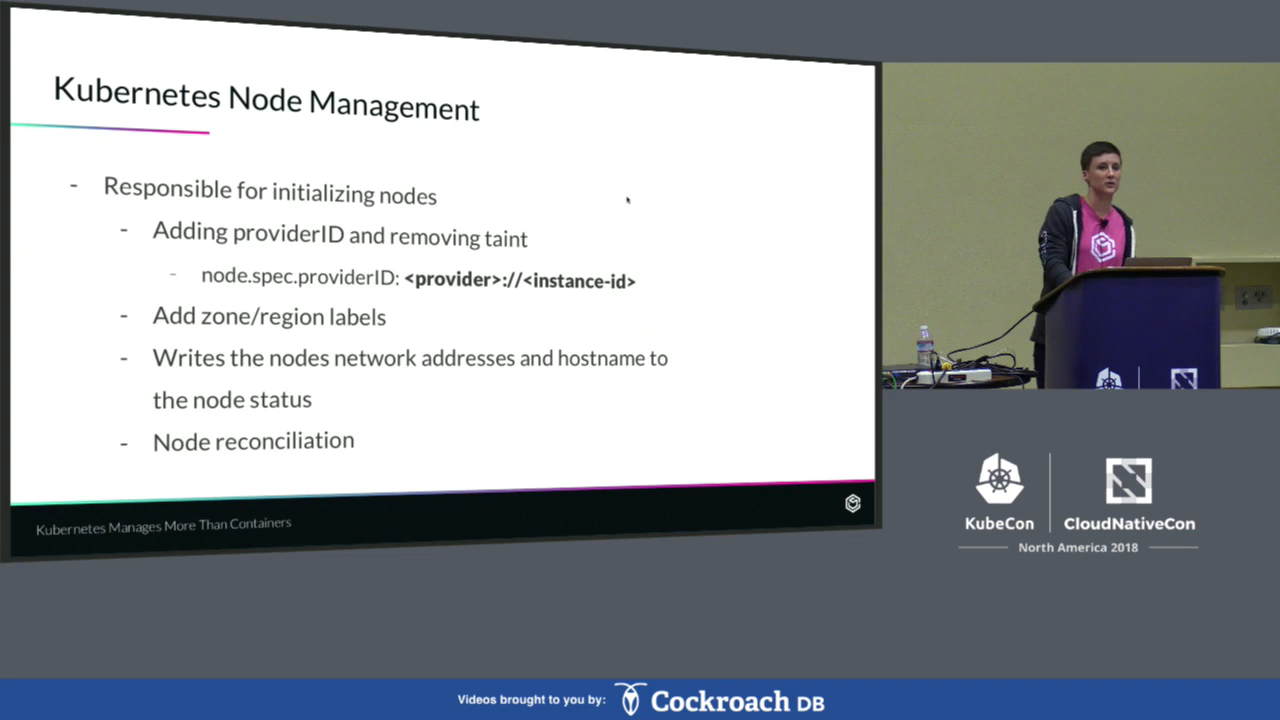 Kubernetes Node Management
- Responsible for initializing nodes
- Adding providerID and removing taint
- node.spec.providerID: <provider>://<instance-id>
- Add zone/region labels
- Writes the nodes network addresses and hostname to
the node status
- Node reconciliation
Kubernetes Manages More Than Containers
KubeCon
CloudNativeCon
North America 2018
Videos brought to you by:
Cockroach DB